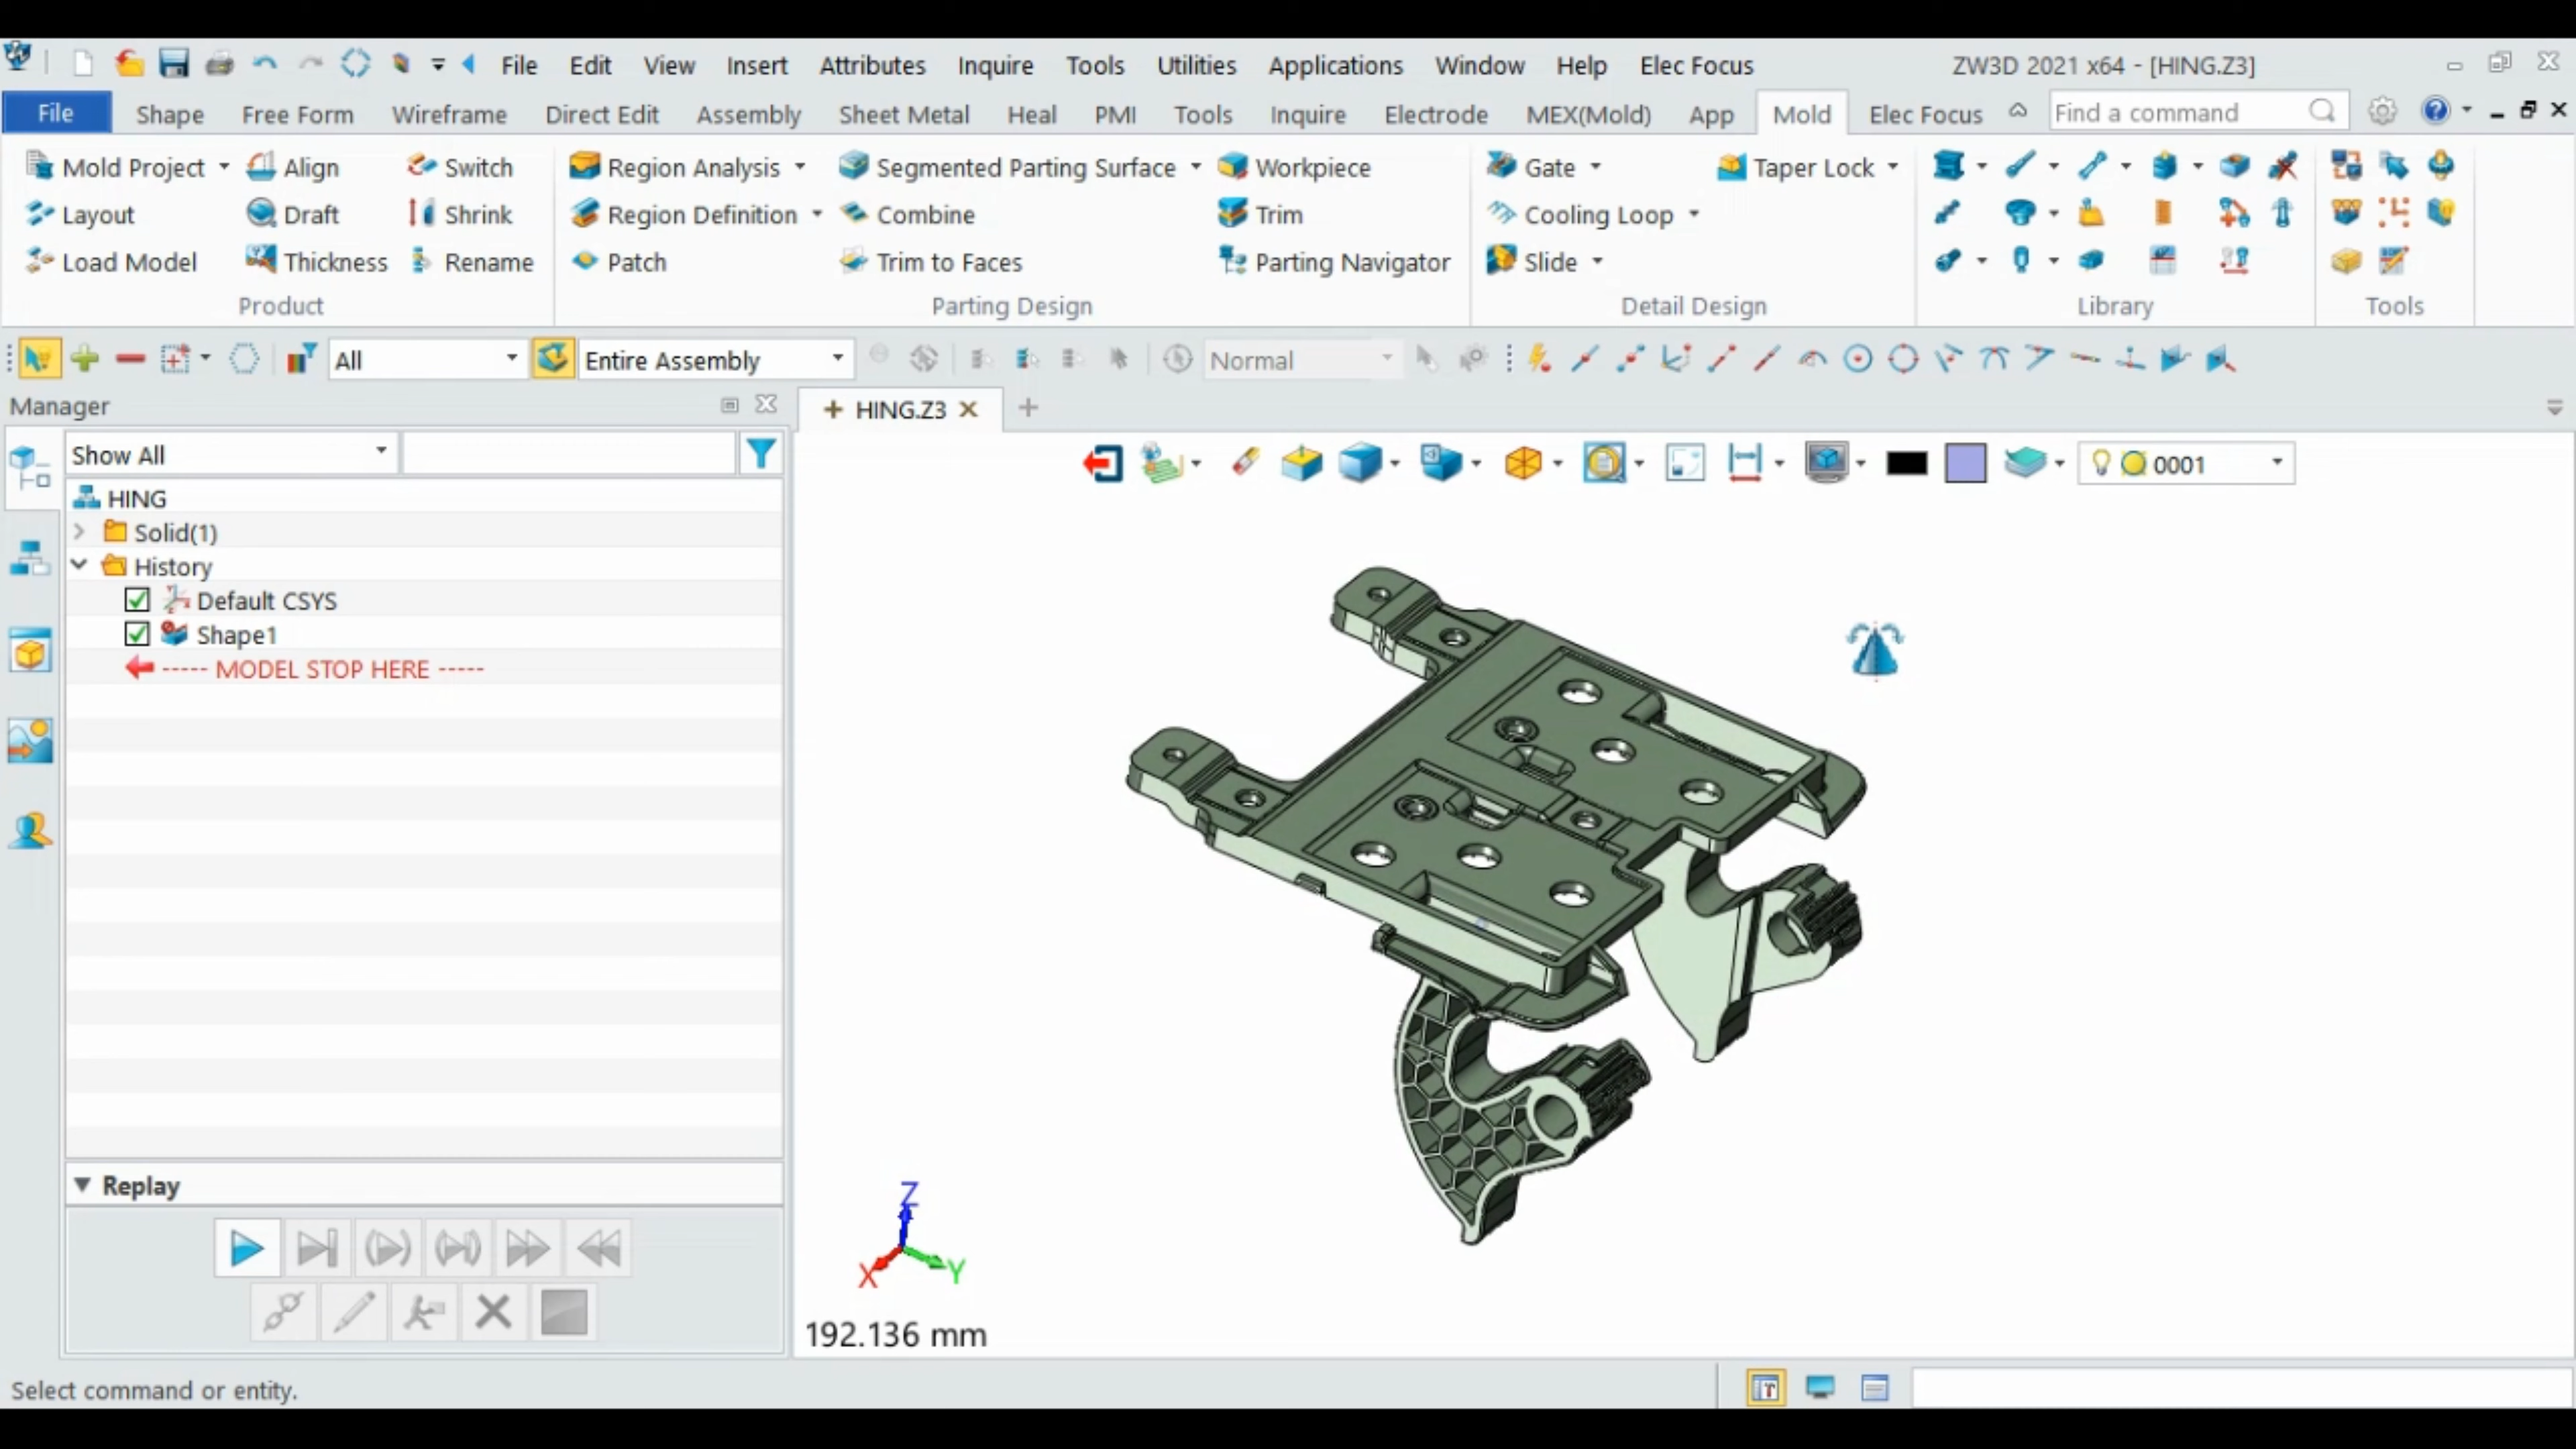 File Edit View Insert Attributes Inquire Tools Utilities Applications Window Help Elec Focus ZW3D 2021 x64 - [HING.Z3]
File Shape Free Form Wireframe Direct Edit Assembly Sheet Metal Heal PMI Tools Inquire Electrode MEX(Mold) App Mold Elec Focus Find a command
Mold Project Align Switch Region Analysis Segmented Parting Surface Workpiece Gate Taper Lock
Layout Draft Shrink Region Definition Combine Trim Cooling Loop
Load Model Thickness Rename Patch Trim to Faces Parting Navigator Slide
Product Parting Design Detail Design Library Tools
All Entire Assembly Normal
Manager HING.Z3
Show All 0001
HING
Solid(1)
History
Default CSYS
Shape1
----- MODEL STOP HERE -----
Replay
Z
X Y
192.136 mm
Select command or entity.